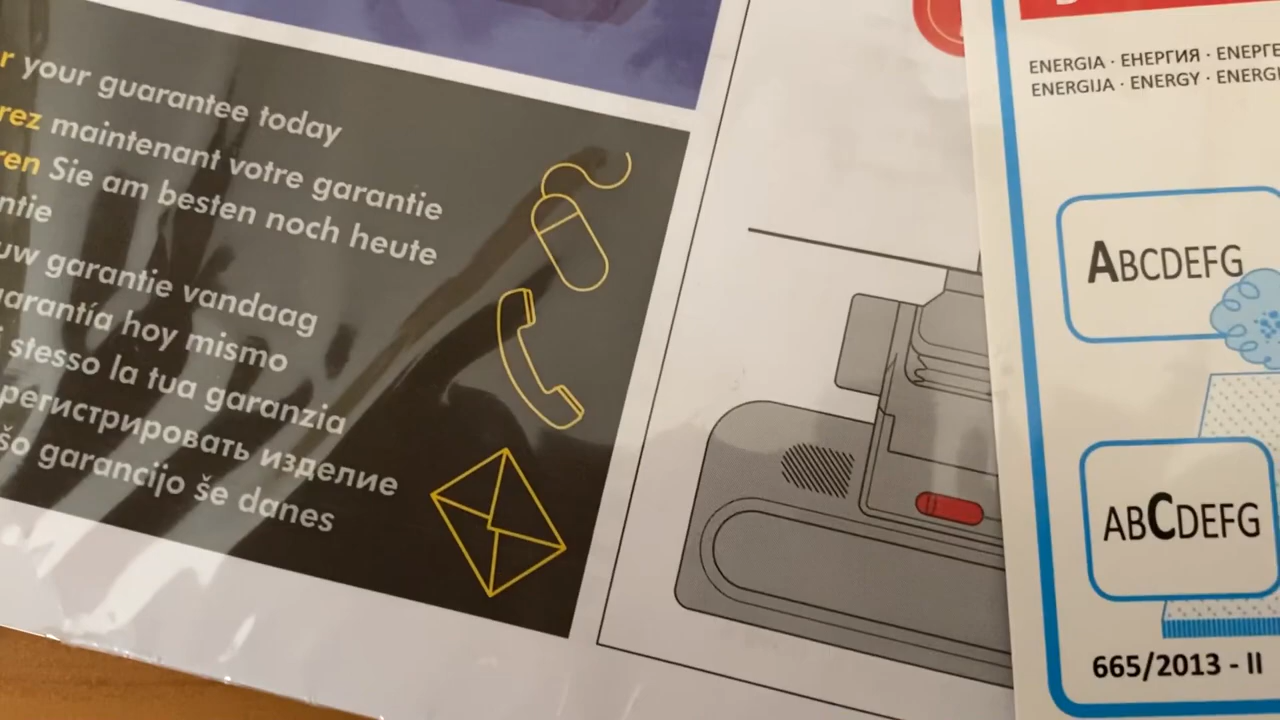 r your guarantee today
rez maintenant votre garantie
ren Sie am besten noch heute
ntie
uw garantie vandaag
garantía hoy mismo
i stesso la tua garanzia
регистрировать изделие
šo garancijo še danes
ENERGIA · ЕНЕРГИЯ · ΕΝΕΡΓΕ
ENERGIJA · ENERGY · ENERGI
ABCDEFG
ABCDEFG
665/2013 - II